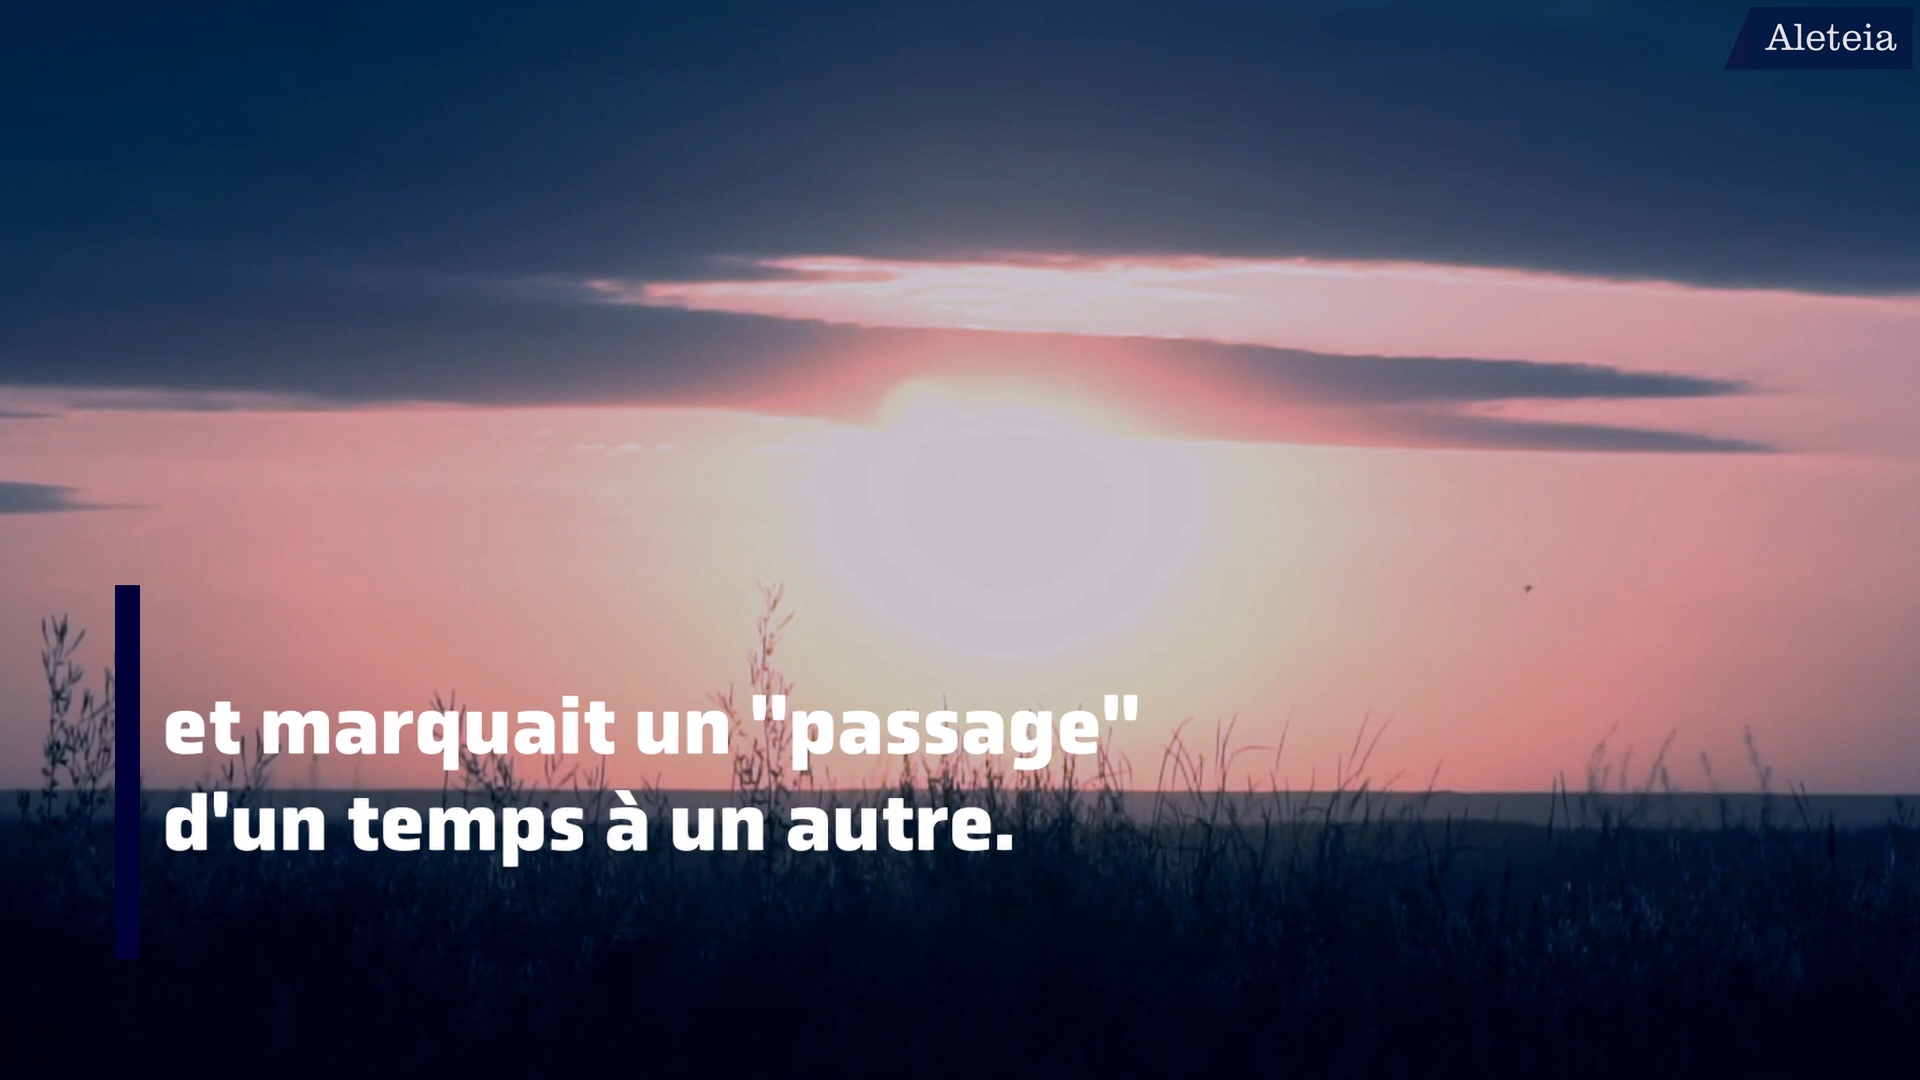 Aleteia
et marquait un "passage"
d'un temps à un autre.